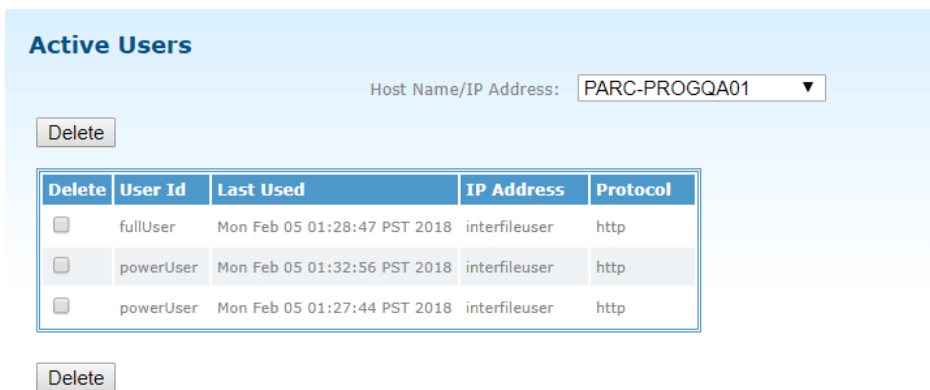 Active Users
Host Name/IP Address: PARC-PROGQA01
Delete
Delete User Id Last Used IP Address Protocol
fullUser Mon Feb 05 01:28:47 PST 2018 interfileuser http
powerUser Mon Feb 05 01:32:56 PST 2018 interfileuser http
powerUser Mon Feb 05 01:27:44 PST 2018 interfileuser http
Delete